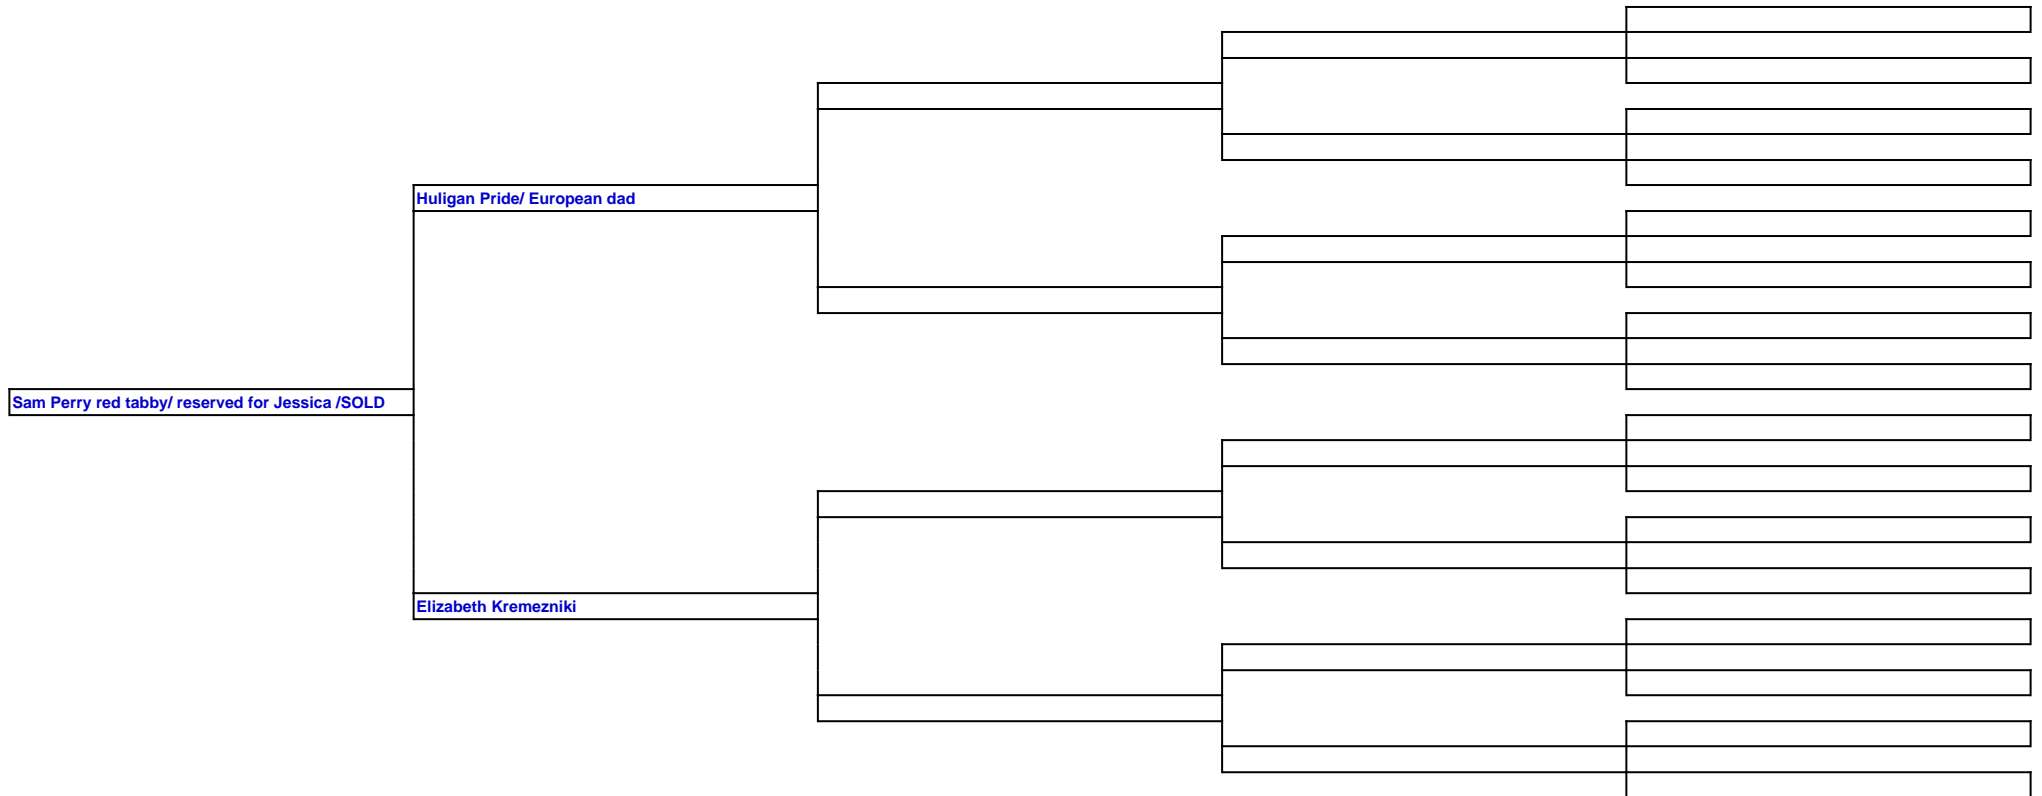 Huligan Pride/ European dad
Sam Perry red tabby/ reserved for Jessica /SOLD
Elizabeth Kremezniki